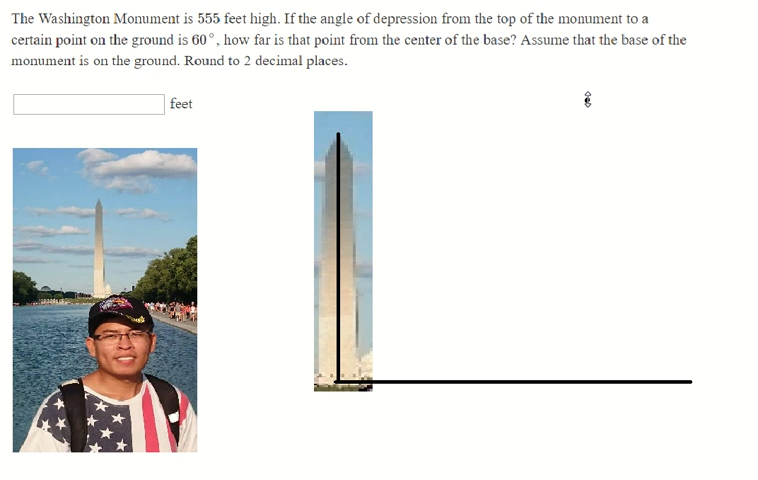 The Washington Monument is 555 feet high. If the angle of depression from the top of the monument to a
certain point on the ground is 60°, how far is that point from the center of the base? Assume that the base of the
monument is on the ground. Round to 2 decimal places.
feet